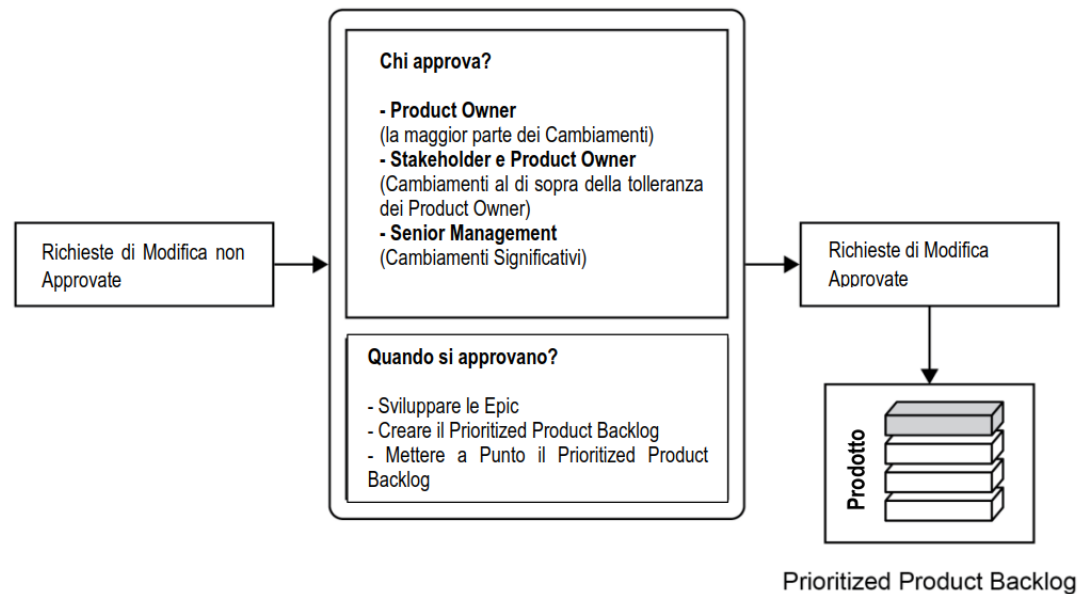 Chi approva?
- Product Owner
(la maggior parte dei Cambiamenti)
- Stakeholder e Product Owner
(Cambiamenti al di sopra della tolleranza
dei Product Owner)
- Senior Management
(Cambiamenti Significativi)
Richieste di Modifica non
Approvate
Richieste di Modifica
Approvate
Quando si approvano?
- Sviluppare le Epic
- Creare il Prioritized Product Backlog
- Mettere a Punto il Prioritized Product
Backlog
Prodotto
Prioritized Product Backlog